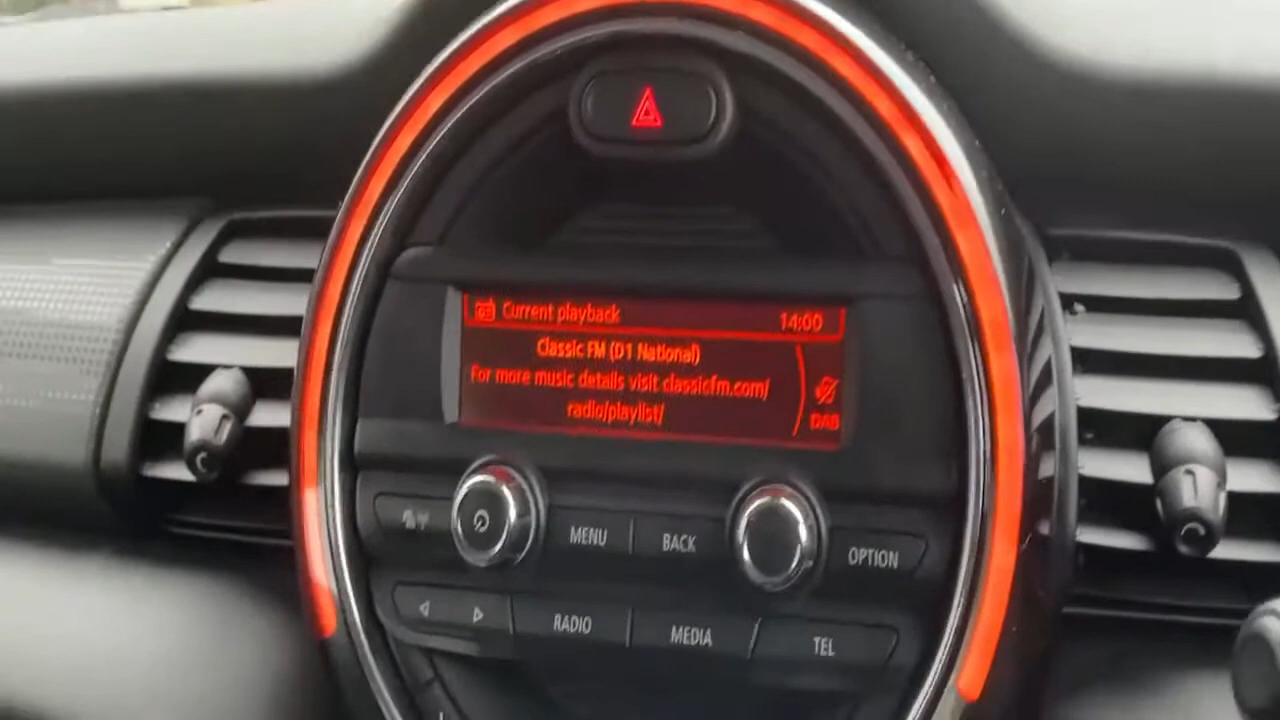 Current playback 14:00
Classic FM (D1 National)
For more music details visit classicfm.com/
radio/playlist/
DAB
MENU BACK
OPTION
RADIO MEDIA TEL